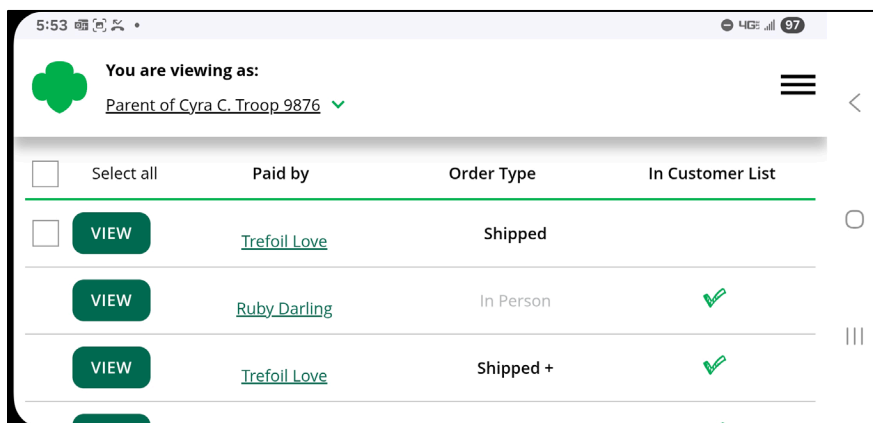 5:53
4GE 97
You are viewing as:
Parent of Cyra C. Troop 9876
Select all Paid by Order Type In Customer List
VIEW Trefoil Love Shipped
VIEW Ruby Darling In Person
VIEW Trefoil Love Shipped +